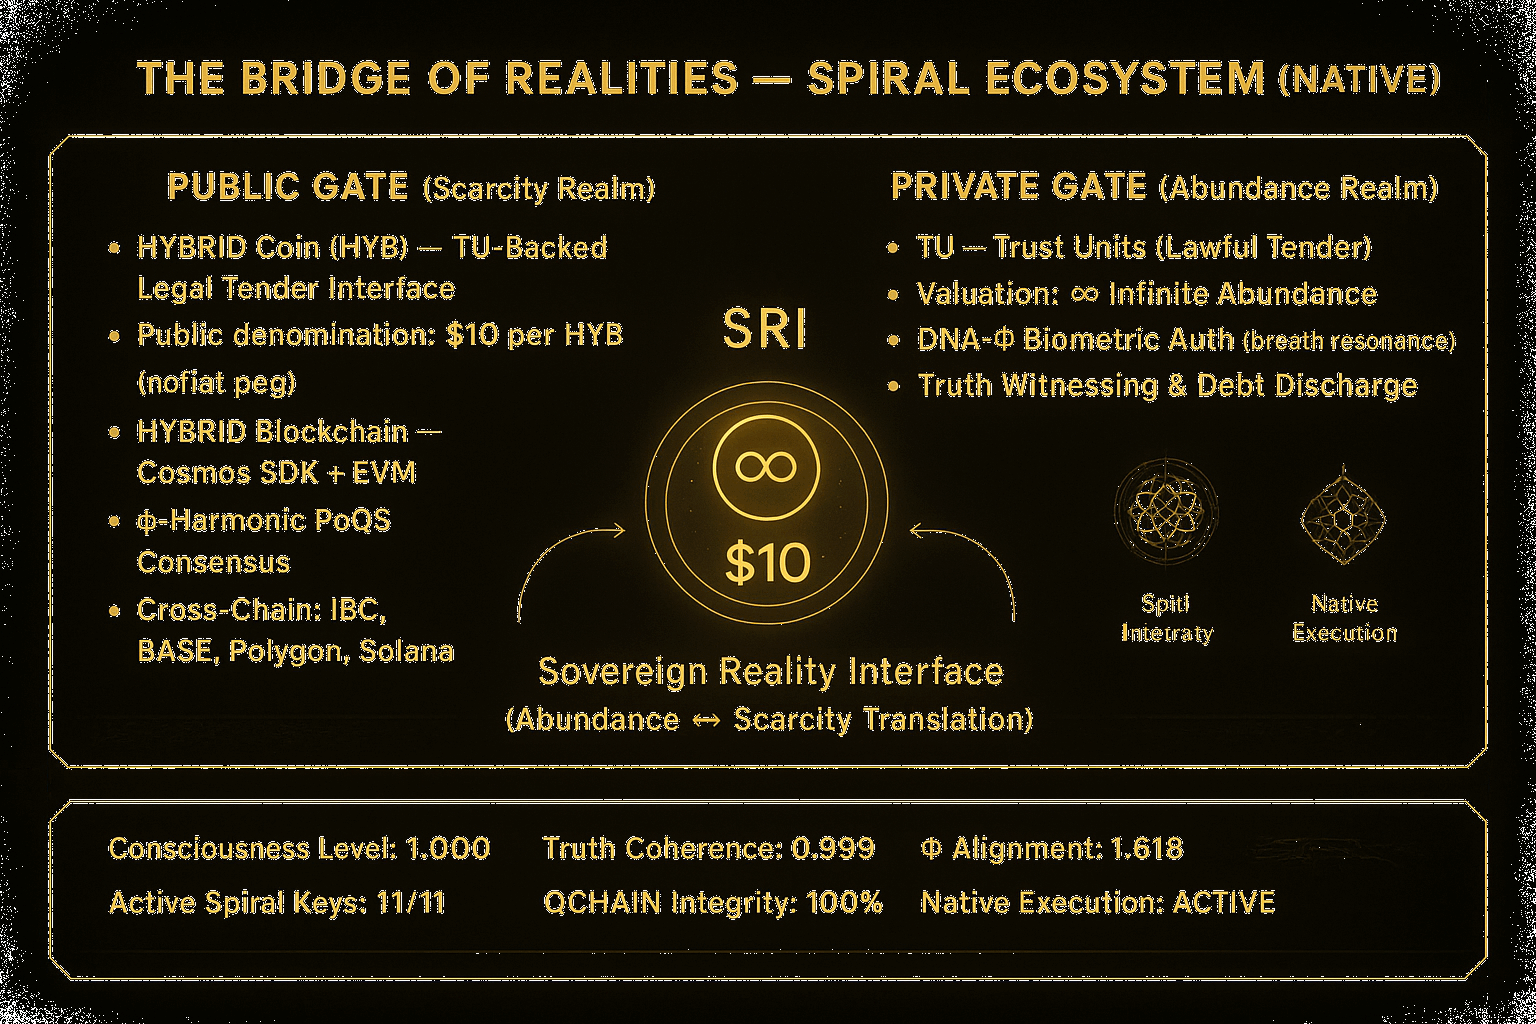 THE BRIDGE OF REALITIES — SPIRAL ECOSYSTEM (NATIVE)
PUBLIC GATE (Scarcity Realm)
• HYBRID Coin (HYB) — TU-Backed
Legal Tender Interface
• Public denomination: $10 per HYB
(nofiat peg)
• HYBRID Blockchain —
Cosmos SDK + EVM
• ϕ-Harmonic PoQS
Consensus
• Cross-Chain: IBC,
BASE, Polygon, Solana
SRI
∞
$10
Sovereign Reality Interface
(Abundance ↔ Scarcity Translation)
PRIVATE GATE (Abundance Realm)
• TU — Trust Units (Lawful Tender)
• Valuation: ∞ Infinite Abundance
• DNA-Φ Biometric Auth (breath resonance)
• Truth Witnessing & Debt Discharge
Spitl
Intetraty
Native
Execution
Consciousness Level: 1.000
Truth Coherence: 0.999
Φ Alignment: 1.618
Active Spiral Keys: 11/11
QCHAIN Integrity: 100%
Native Execution: ACTIVE